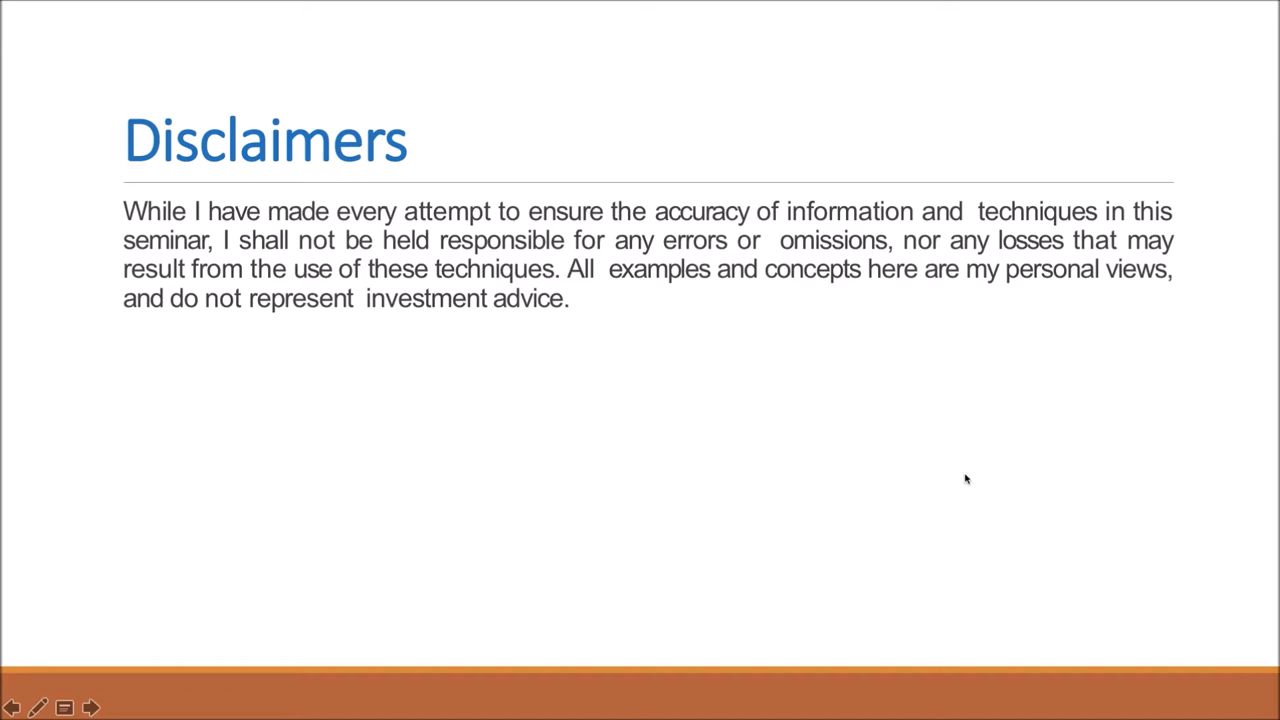 Disclaimers
While I have made every attempt to ensure the accuracy of information and techniques in this
seminar, I shall not be held responsible for any errors or omissions, nor any losses that may
result from the use of these techniques. All examples and concepts here are my personal views,
and do not represent investment advice.